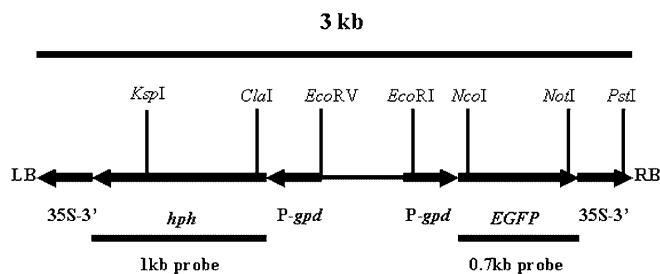 3 kb
KspI ClaI EcoRV EcoRI NcoI NotI PstI
LB RB
35S-3' hph P-gpd P-gpd EGFP 35S-3'
1kb probe 0.7kb probe